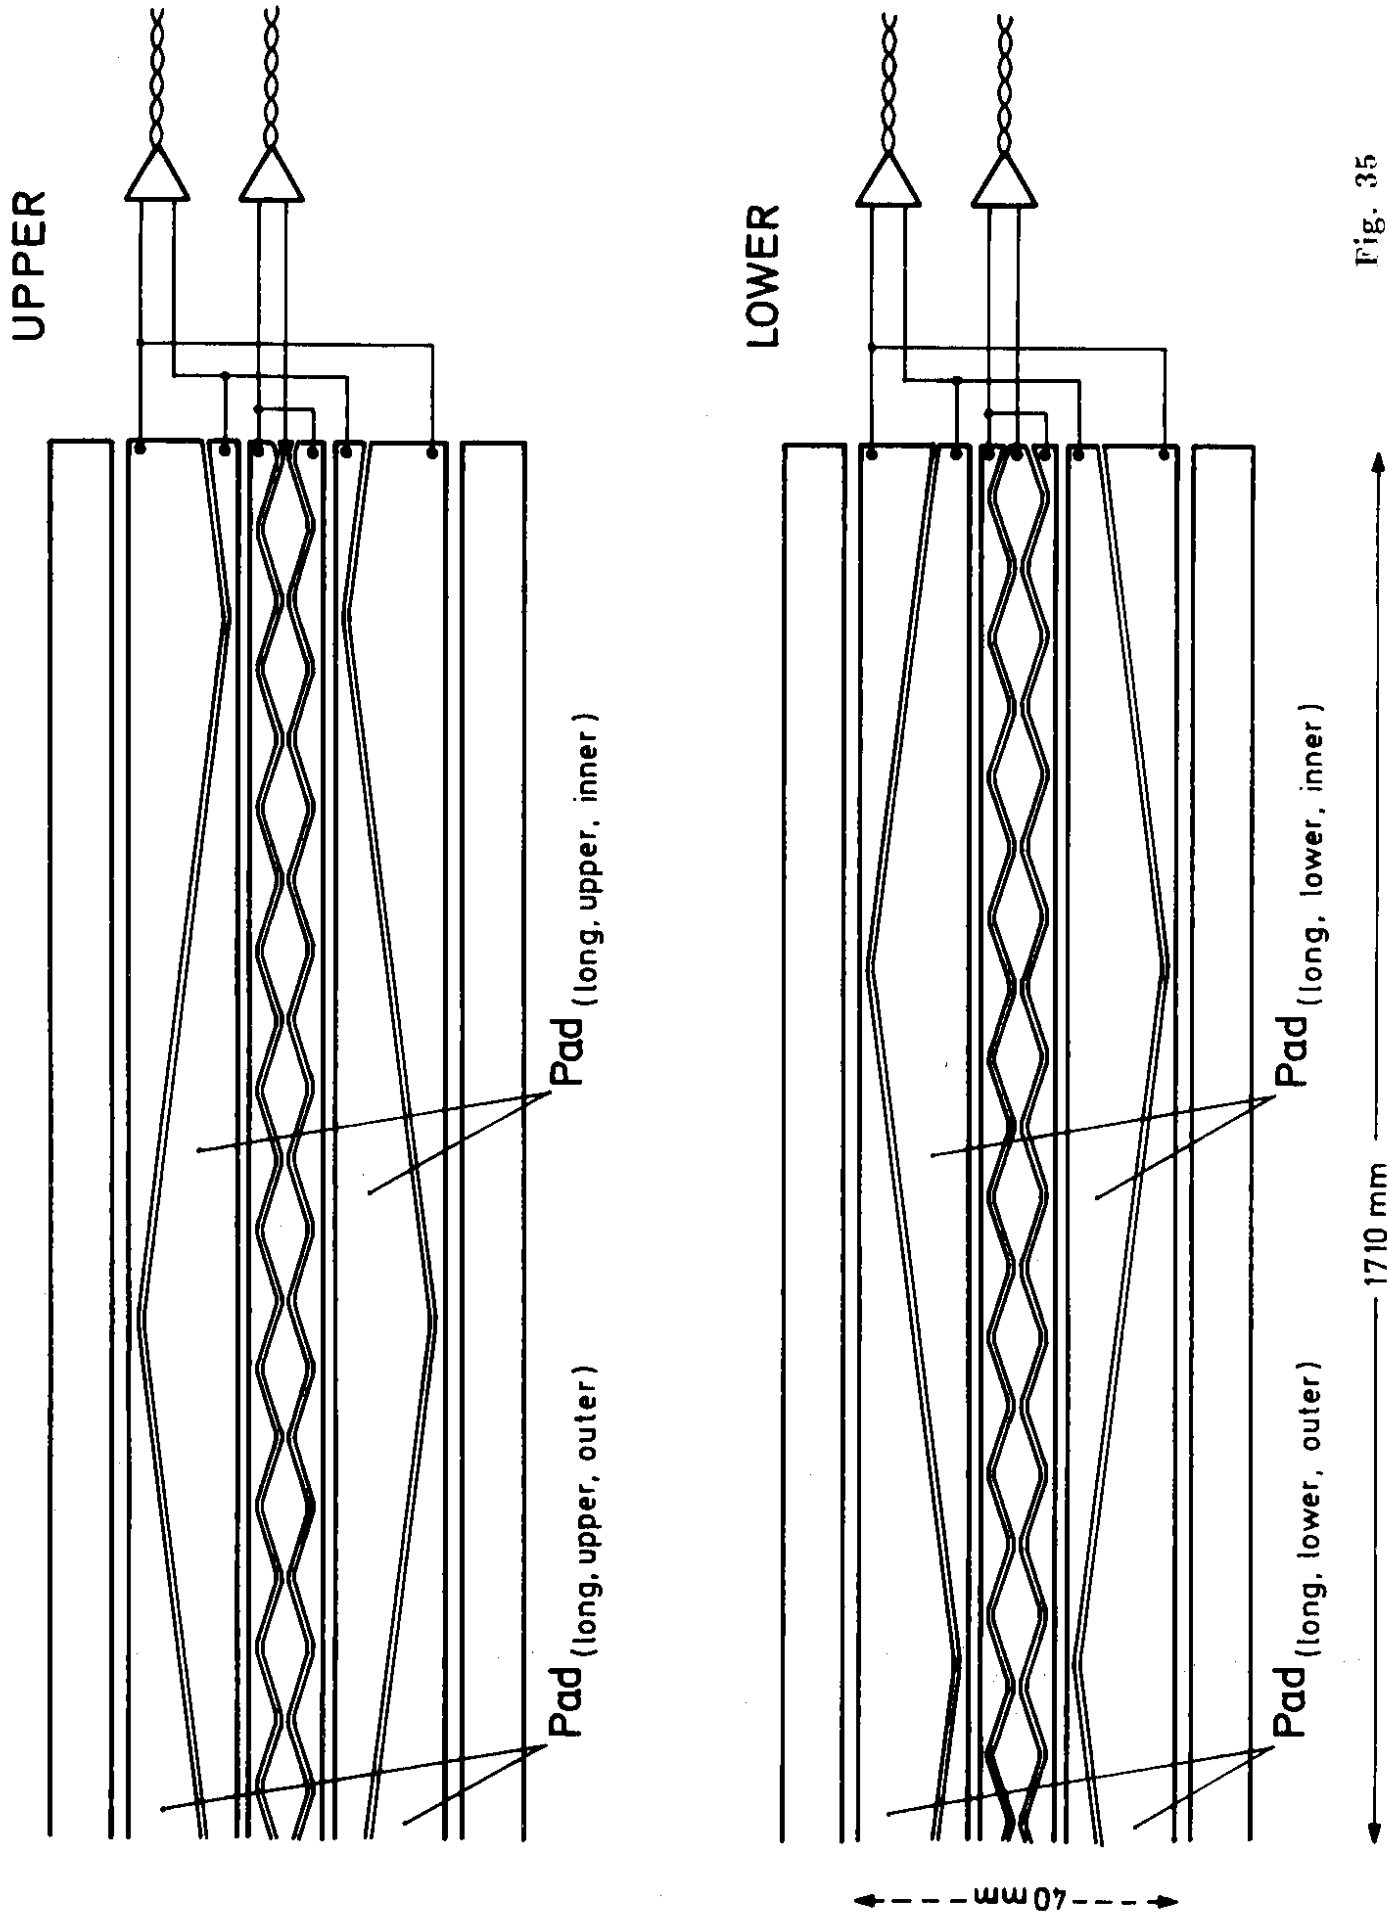 UPPER
Pad (long, upper, inner)
Pad (long, upper, outer)
LOWER
Pad (long, lower, inner)
Pad (long, lower, outer)
1710 mm
40 mm
Fig. 35